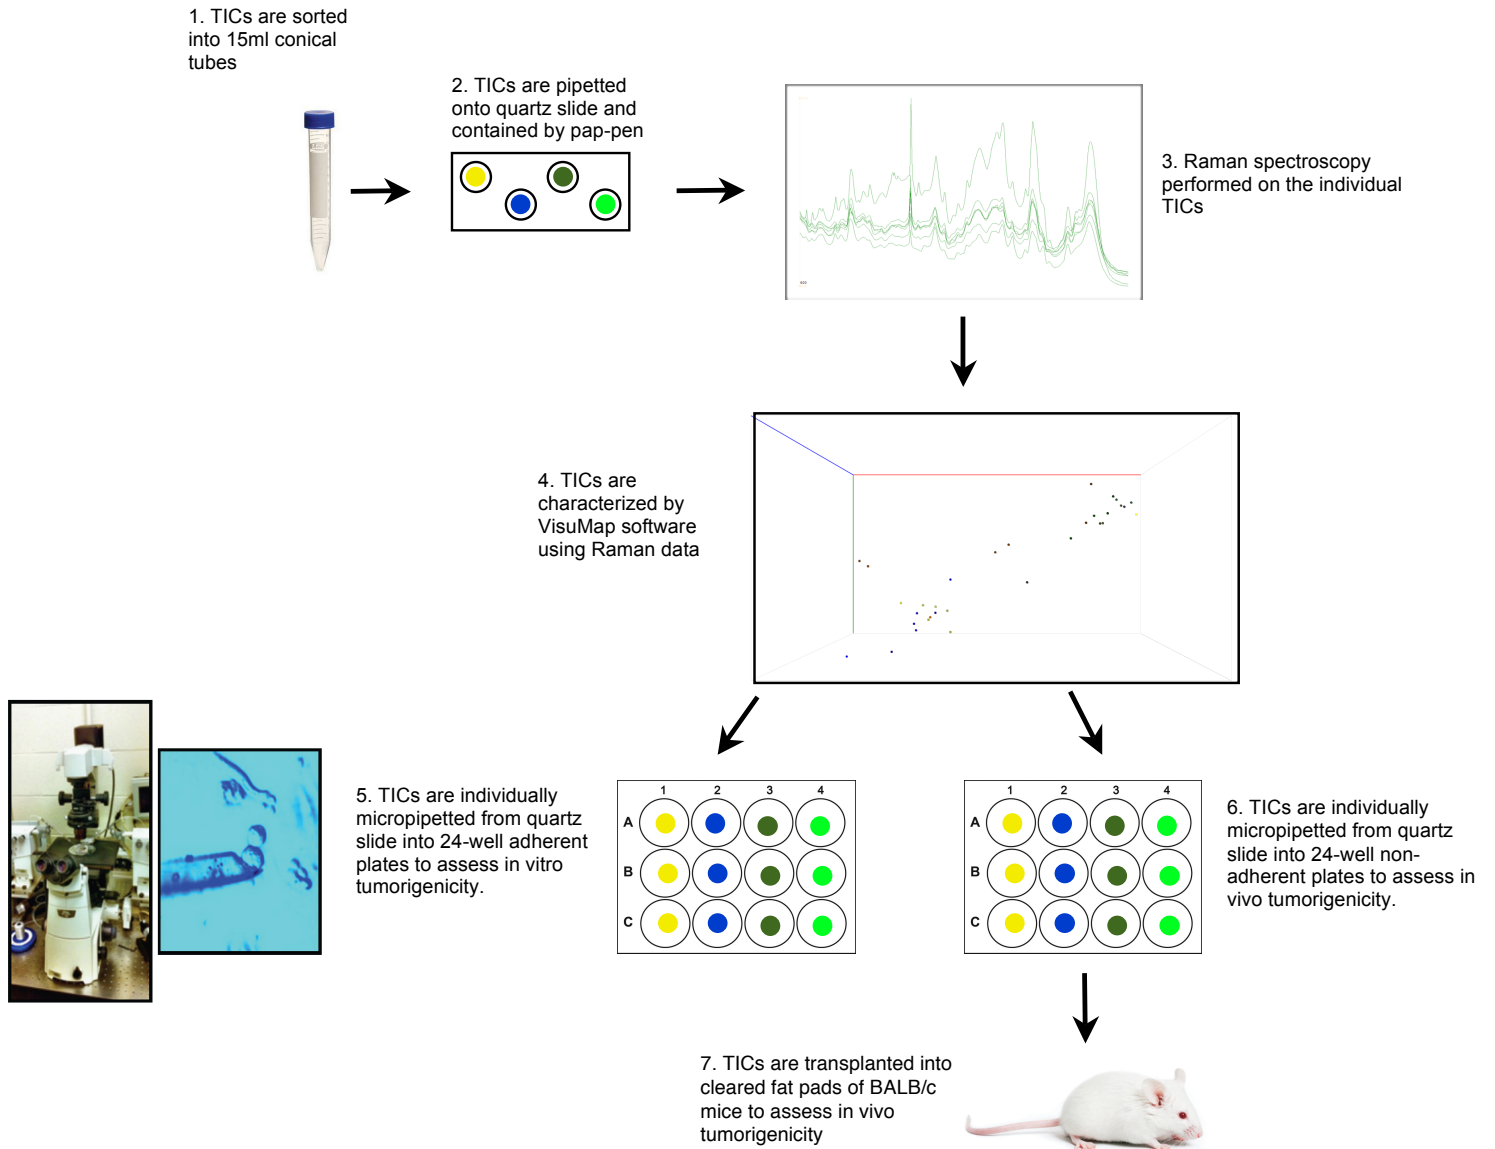 1. TICs are sorted
into 15ml conical
tubes
2. TICs are pipetted
onto quartz slide and
contained by pap-pen
3. Raman spectroscopy
performed on the individual
TICs
4. TICs are
characterized by
VisuMap software
using Raman data
5. TICs are individually
micropipetted from quartz
slide into 24-well adherent
plates to assess in vitro
tumorigenicity.
1 2 3 4
A
B
C
1 2 3 4
A
B
C
6. TICs are individually
micropipetted from quartz
slide into 24-well non-
adherent plates to assess in
vivo tumorigenicity.
7. TICs are transplanted into
cleared fat pads of BALB/c
mice to assess in vivo
tumorigenicity